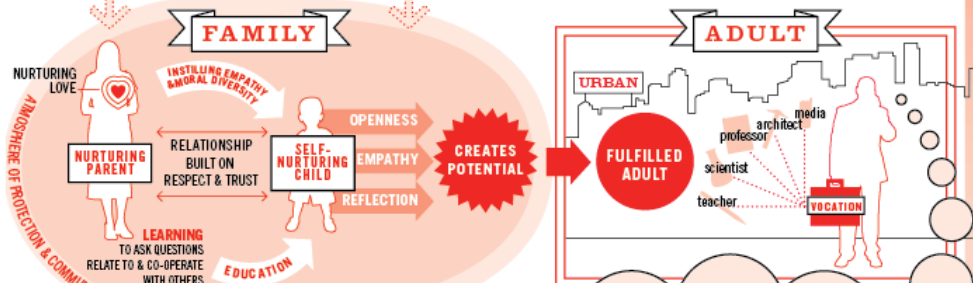 FAMILY
NURTURING
LOVE
INSTILLING EMPATHY
& MORAL DIVERSITY
ATMOSPHERE OF PROTECTION &
NURTURING
PARENT
RELATIONSHIP
BUILT ON
RESPECT & TRUST
SELF-
NURTURING
CHILD
OPENNESS
EMPATHY
REFLECTION
CREATES
POTENTIAL
LEARNING
TO ASK QUESTIONS
RELATE TO & CO-OPERATE
WITH OTHERS
EDUCATION
ADULT
URBAN
FULFILLED
ADULT
media
architect
professor
scientist
teacher
VOCATION